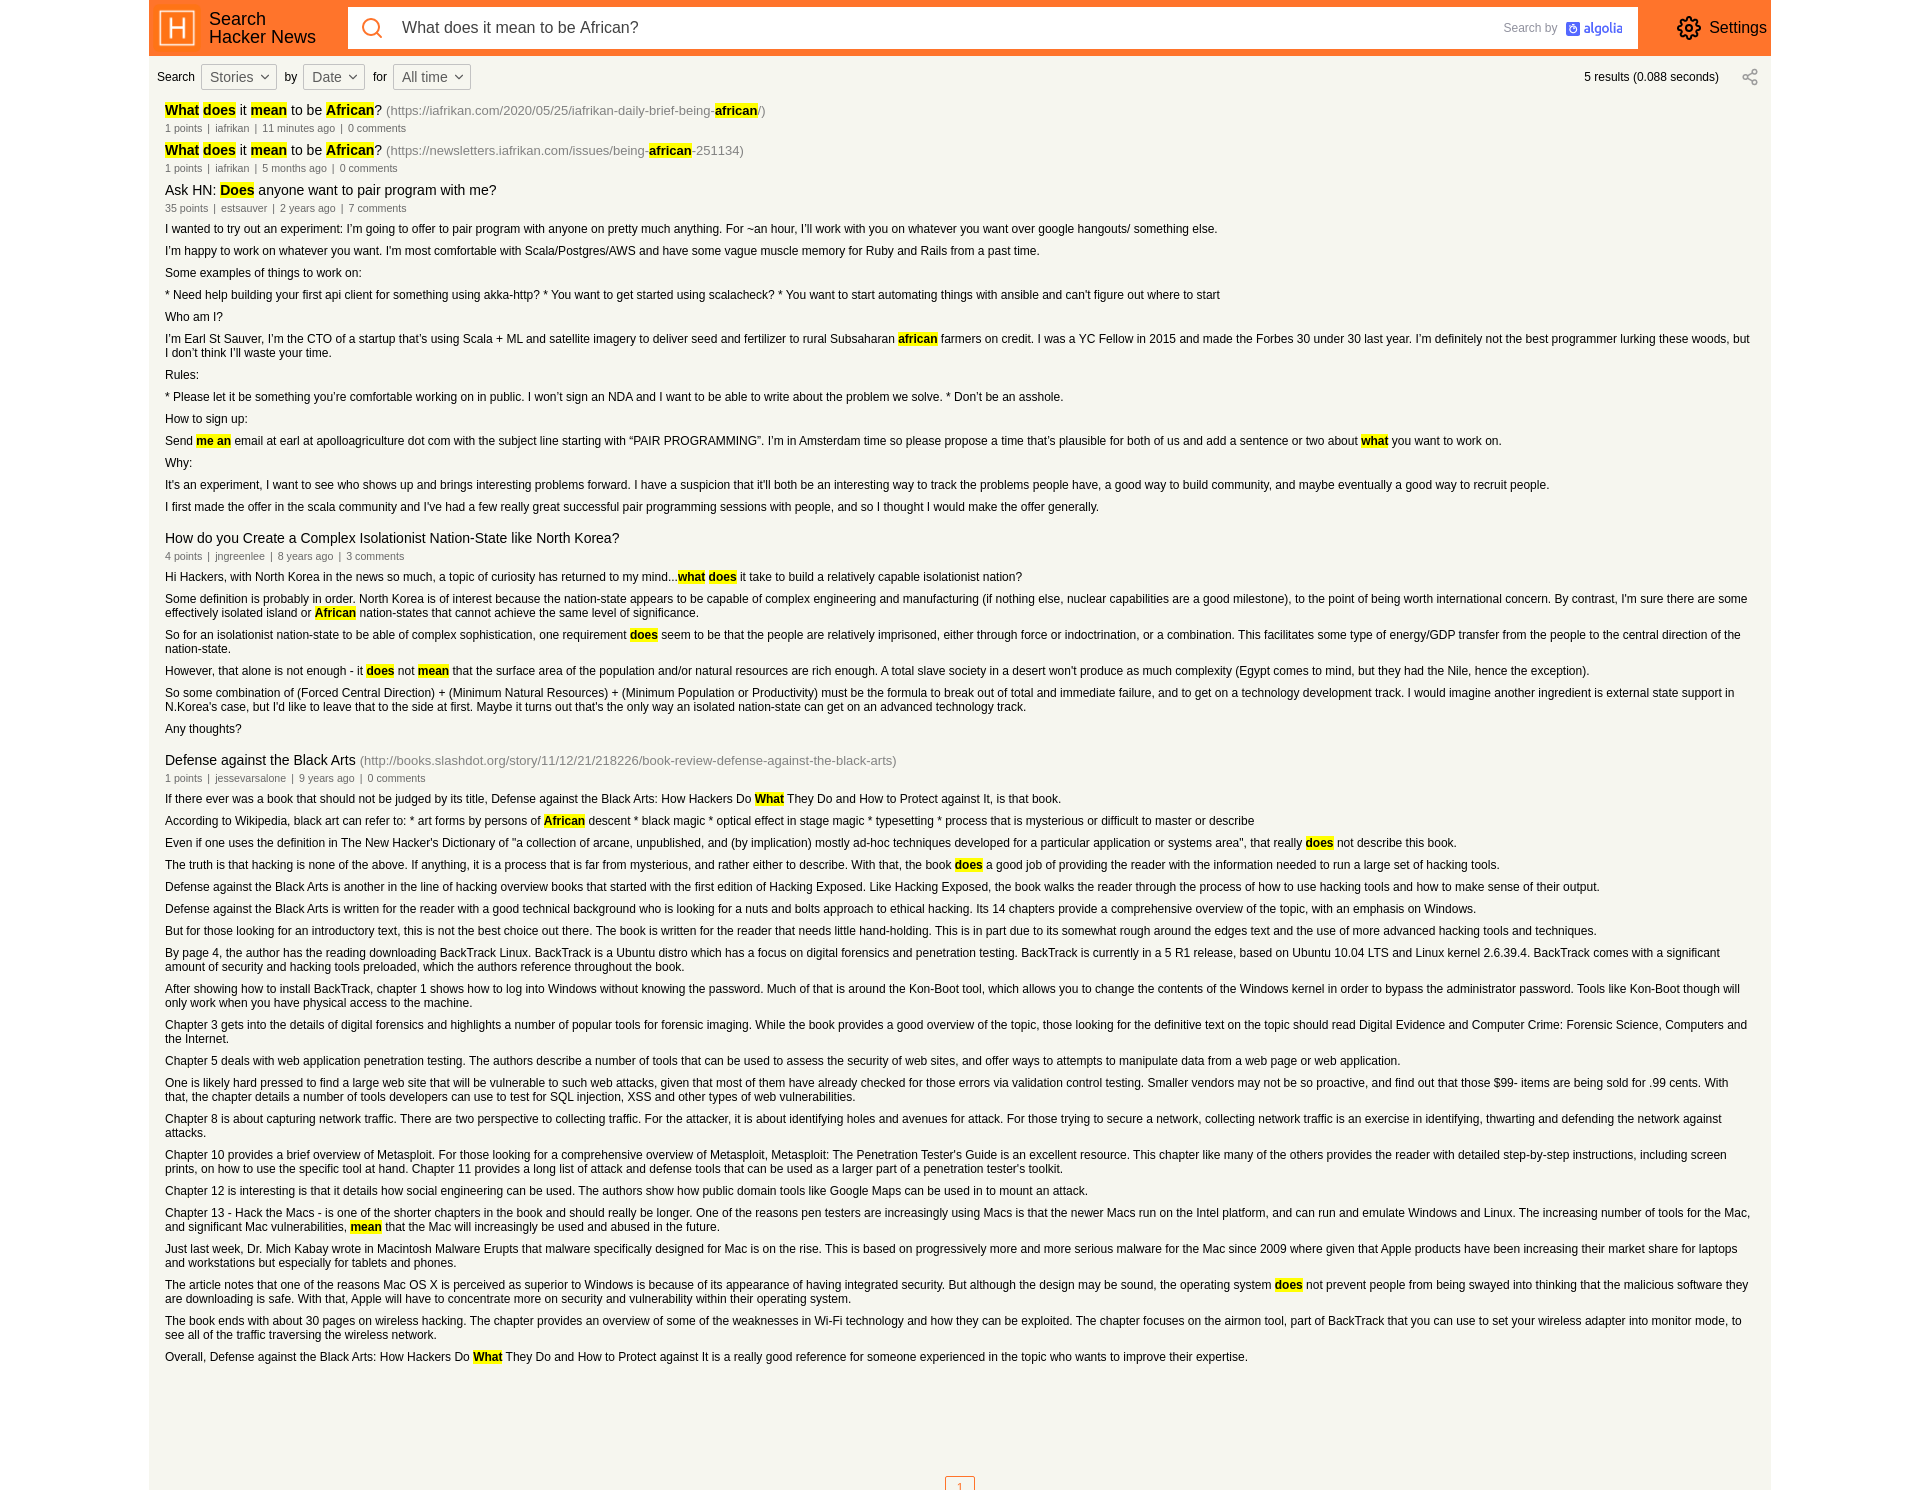 Search
Hacker News
What does it mean to be African?
Search by algolia
Settings
Search Stories by Date for All time
5 results (0.088 seconds)
What does it mean to be African? (https://iafrikan.com/2020/05/25/iafrikan-daily-brief-being-african/)
1 points | iafrikan | 11 minutes ago | 0 comments
What does it mean to be African? (https://newsletters.iafrikan.com/issues/being-african-251134)
1 points | iafrikan | 5 months ago | 0 comments
Ask HN: Does anyone want to pair program with me?
35 points | estsauver | 2 years ago | 7 comments
I wanted to try out an experiment: I’m going to offer to pair program with anyone on pretty much anything. For ~an hour, I’ll work with you on whatever you want over google hangouts/ something else.
I’m happy to work on whatever you want. I'm most comfortable with Scala/Postgres/AWS and have some vague muscle memory for Ruby and Rails from a past time.
Some examples of things to work on:
* Need help building your first api client for something using akka-http? * You want to get started using scalacheck? * You want to start automating things with ansible and can't figure out where to start
Who am I?
I’m Earl St Sauver, I’m the CTO of a startup that’s using Scala + ML and satellite imagery to deliver seed and fertilizer to rural Subsaharan african farmers on credit. I was a YC Fellow in 2015 and made the Forbes 30 under 30 last year. I’m definitely not the best programmer lurking these woods, but
I don’t think I’ll waste your time.
Rules:
* Please let it be something you’re comfortable working on in public. I won’t sign an NDA and I want to be able to write about the problem we solve. * Don’t be an asshole.
How to sign up:
Send me an email at earl at apolloagriculture dot com with the subject line starting with “PAIR PROGRAMMING”. I’m in Amsterdam time so please propose a time that’s plausible for both of us and add a sentence or two about what you want to work on.
Why:
It's an experiment, I want to see who shows up and brings interesting problems forward. I have a suspicion that it'll both be an interesting way to track the problems people have, a good way to build community, and maybe eventually a good way to recruit people.
I first made the offer in the scala community and I've had a few really great successful pair programming sessions with people, and so I thought I would make the offer generally.
How do you Create a Complex Isolationist Nation-State like North Korea?
4 points | jngreenlee | 8 years ago | 3 comments
Hi Hackers, with North Korea in the news so much, a topic of curiosity has returned to my mind...what does it take to build a relatively capable isolationist nation?
Some definition is probably in order. North Korea is of interest because the nation-state appears to be capable of complex engineering and manufacturing (if nothing else, nuclear capabilities are a good milestone), to the point of being worth international concern. By contrast, I'm sure there are some
effectively isolated island or African nation-states that cannot achieve the same level of significance.
So for an isolationist nation-state to be able of complex sophistication, one requirement does seem to be that the people are relatively imprisoned, either through force or indoctrination, or a combination. This facilitates some type of energy/GDP transfer from the people to the central direction of the
nation-state.
However, that alone is not enough - it does not mean that the surface area of the population and/or natural resources are rich enough. A total slave society in a desert won't produce as much complexity (Egypt comes to mind, but they had the Nile, hence the exception).
So some combination of (Forced Central Direction) + (Minimum Natural Resources) + (Minimum Population or Productivity) must be the formula to break out of total and immediate failure, and to get on a technology development track. I would imagine another ingredient is external state support in
N.Korea's case, but I'd like to leave that to the side at first. Maybe it turns out that's the only way an isolated nation-state can get on an advanced technology track.
Any thoughts?
Defense against the Black Arts (http://books.slashdot.org/story/11/12/21/218226/book-review-defense-against-the-black-arts)
1 points | jessevarsalone | 9 years ago | 0 comments
If there ever was a book that should not be judged by its title, Defense against the Black Arts: How Hackers Do What They Do and How to Protect against It, is that book.
According to Wikipedia, black art can refer to: * art forms by persons of African descent * black magic * optical effect in stage magic * typesetting * process that is mysterious or difficult to master or describe
Even if one uses the definition in The New Hacker's Dictionary of "a collection of arcane, unpublished, and (by implication) mostly ad-hoc techniques developed for a particular application or systems area", that really does not describe this book.
The truth is that hacking is none of the above. If anything, it is a process that is far from mysterious, and rather either to describe. With that, the book does a good job of providing the reader with the information needed to run a large set of hacking tools.
Defense against the Black Arts is another in the line of hacking overview books that started with the first edition of Hacking Exposed. Like Hacking Exposed, the book walks the reader through the process of how to use hacking tools and how to make sense of their output.
Defense against the Black Arts is written for the reader with a good technical background who is looking for a nuts and bolts approach to ethical hacking. Its 14 chapters provide a comprehensive overview of the topic, with an emphasis on Windows.
But for those looking for an introductory text, this is not the best choice out there. The book is written for the reader that needs little hand-holding. This is in part due to its somewhat rough around the edges text and the use of more advanced hacking tools and techniques.
By page 4, the author has the reading downloading BackTrack Linux. BackTrack is a Ubuntu distro which has a focus on digital forensics and penetration testing. BackTrack is currently in a 5 R1 release, based on Ubuntu 10.04 LTS and Linux kernel 2.6.39.4. BackTrack comes with a significant
amount of security and hacking tools preloaded, which the authors reference throughout the book.
After showing how to install BackTrack, chapter 1 shows how to log into Windows without knowing the password. Much of that is around the Kon-Boot tool, which allows you to change the contents of the Windows kernel in order to bypass the administrator password. Tools like Kon-Boot though will
only work when you have physical access to the machine.
Chapter 3 gets into the details of digital forensics and highlights a number of popular tools for forensic imaging. While the book provides a good overview of the topic, those looking for the definitive text on the topic should read Digital Evidence and Computer Crime: Forensic Science, Computers and
the Internet.
Chapter 5 deals with web application penetration testing. The authors describe a number of tools that can be used to assess the security of web sites, and offer ways to attempts to manipulate data from a web page or web application.
One is likely hard pressed to find a large web site that will be vulnerable to such web attacks, given that most of them have already checked for those errors via validation control testing. Smaller vendors may not be so proactive, and find out that those $99- items are being sold for .99 cents. With
that, the chapter details a number of tools developers can use to test for SQL injection, XSS and other types of web vulnerabilities.
Chapter 8 is about capturing network traffic. There are two perspective to collecting traffic. For the attacker, it is about identifying holes and avenues for attack. For those trying to secure a network, collecting network traffic is an exercise in identifying, thwarting and defending the network against
attacks.
Chapter 10 provides a brief overview of Metasploit. For those looking for a comprehensive overview of Metasploit, Metasploit: The Penetration Tester's Guide is an excellent resource. This chapter like many of the others provides the reader with detailed step-by-step instructions, including screen
prints, on how to use the specific tool at hand. Chapter 11 provides a long list of attack and defense tools that can be used as a larger part of a penetration tester's toolkit.
Chapter 12 is interesting is that it details how social engineering can be used. The authors show how public domain tools like Google Maps can be used in to mount an attack.
Chapter 13 - Hack the Macs - is one of the shorter chapters in the book and should really be longer. One of the reasons pen testers are increasingly using Macs is that the newer Macs run on the Intel platform, and can run and emulate Windows and Linux. The increasing number of tools for the Mac,
and significant Mac vulnerabilities, mean that the Mac will increasingly be used and abused in the future.
Just last week, Dr. Mich Kabay wrote in Macintosh Malware Erupts that malware specifically designed for Mac is on the rise. This is based on progressively more and more serious malware for the Mac since 2009 where given that Apple products have been increasing their market share for laptops
and workstations but especially for tablets and phones.
The article notes that one of the reasons Mac OS X is perceived as superior to Windows is because of its appearance of having integrated security. But although the design may be sound, the operating system does not prevent people from being swayed into thinking that the malicious software they
are downloading is safe. With that, Apple will have to concentrate more on security and vulnerability within their operating system.
The book ends with about 30 pages on wireless hacking. The chapter provides an overview of some of the weaknesses in Wi-Fi technology and how they can be exploited. The chapter focuses on the airmon tool, part of BackTrack that you can use to set your wireless adapter into monitor mode, to
see all of the traffic traversing the wireless network.
Overall, Defense against the Black Arts: How Hackers Do What They Do and How to Protect against It is a really good reference for someone experienced in the topic who wants to improve their expertise.
1